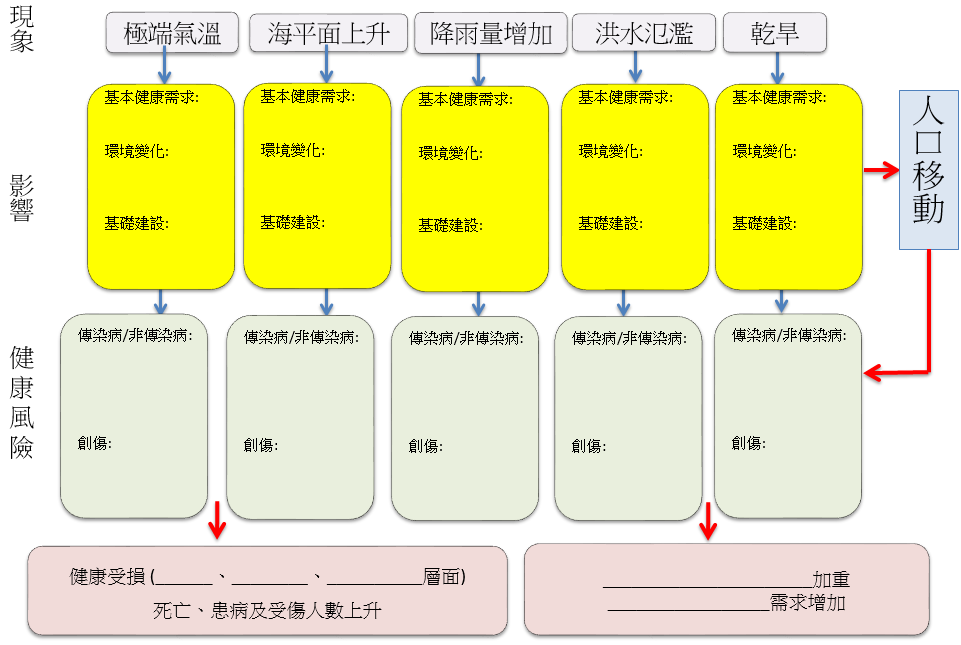 現象
極端氣溫
海平面上升
降雨量增加
洪水氾濫
乾旱
影響
基本健康需求:
環境變化:
基礎建設:
基本健康需求:
環境變化:
基礎建設:
基本健康需求:
環境變化:
基礎建設:
基本健康需求:
環境變化:
基礎建設:
基本健康需求:
環境變化:
基礎建設:
人口移動
健康風險
傳染病/非傳染病:
創傷:
傳染病/非傳染病:
創傷:
傳染病/非傳染病:
創傷:
傳染病/非傳染病:
創傷:
傳染病/非傳染病:
創傷:
健康受損 (______、________、__________層面)
死亡、患病及受傷人數上升
______________________加重
_________________需求增加